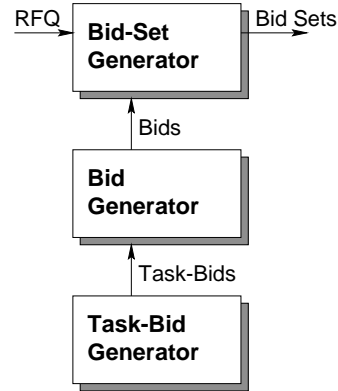 RFQ
Bid-Set
Generator
Bid Sets
Bids
Bid
Generator
Task-Bids
Task-Bid
Generator